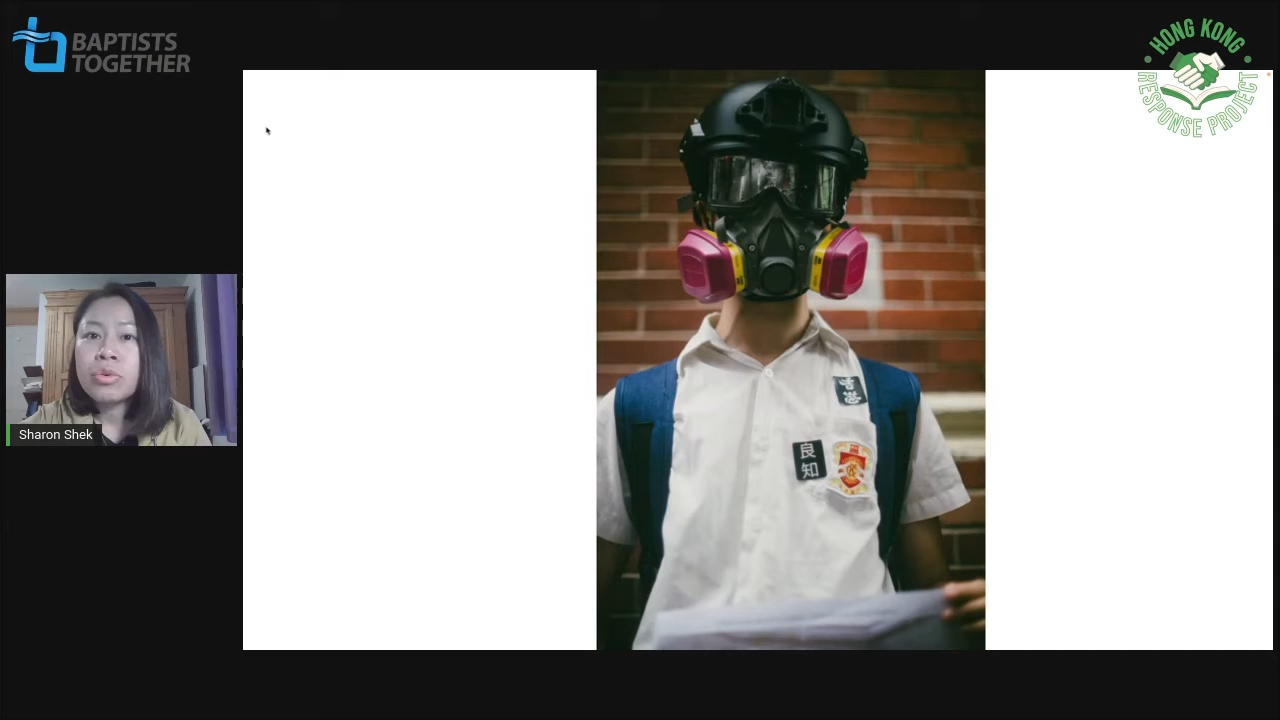 BAPTISTS
TOGETHER
HONG KONG
RESPONSE PROJECT
良
知
Sharon Shek